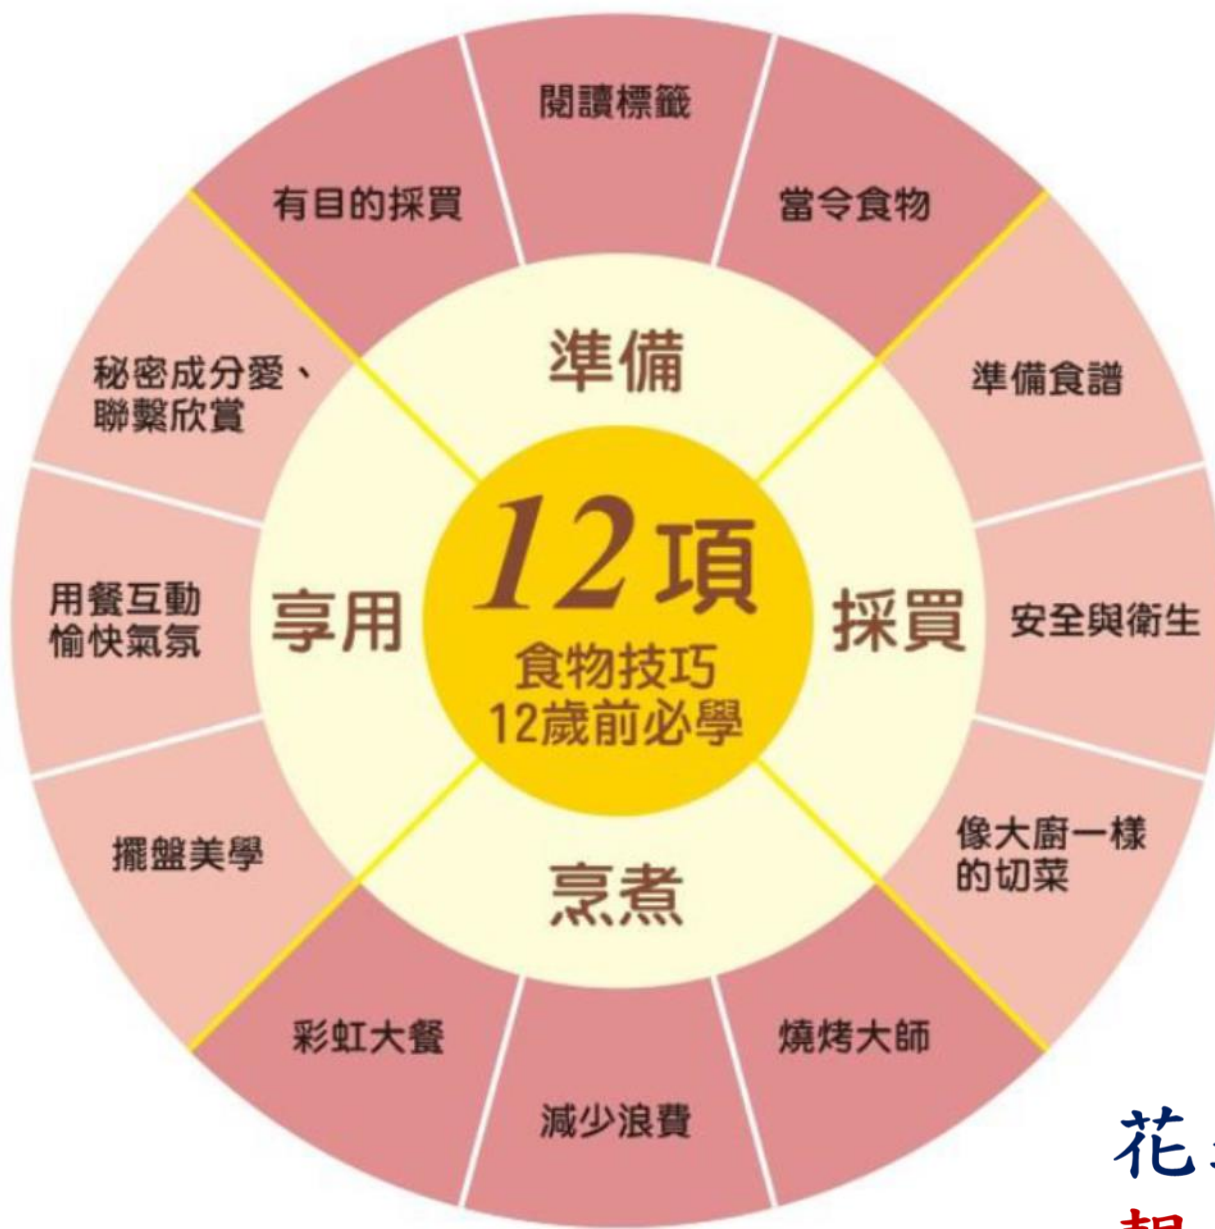 閱讀標籤
有目的採買
當令食物
準備
秘密成分愛、
聯繫欣賞
準備食譜
12項
食物技巧
12歲前必學
用餐互動
愉快氣氛
享用
採買
安全與衛生
擺盤美學
烹煮
像大廚一樣
的切菜
彩虹大餐
燒烤大師
減少浪費
花